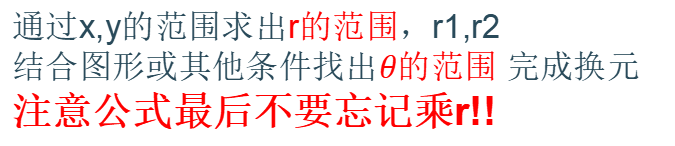 通过x,y的范围求出r的范围，r1,r2
结合图形或其他条件找出θ的范围 完成换元
注意公式最后不要忘记乘r!!